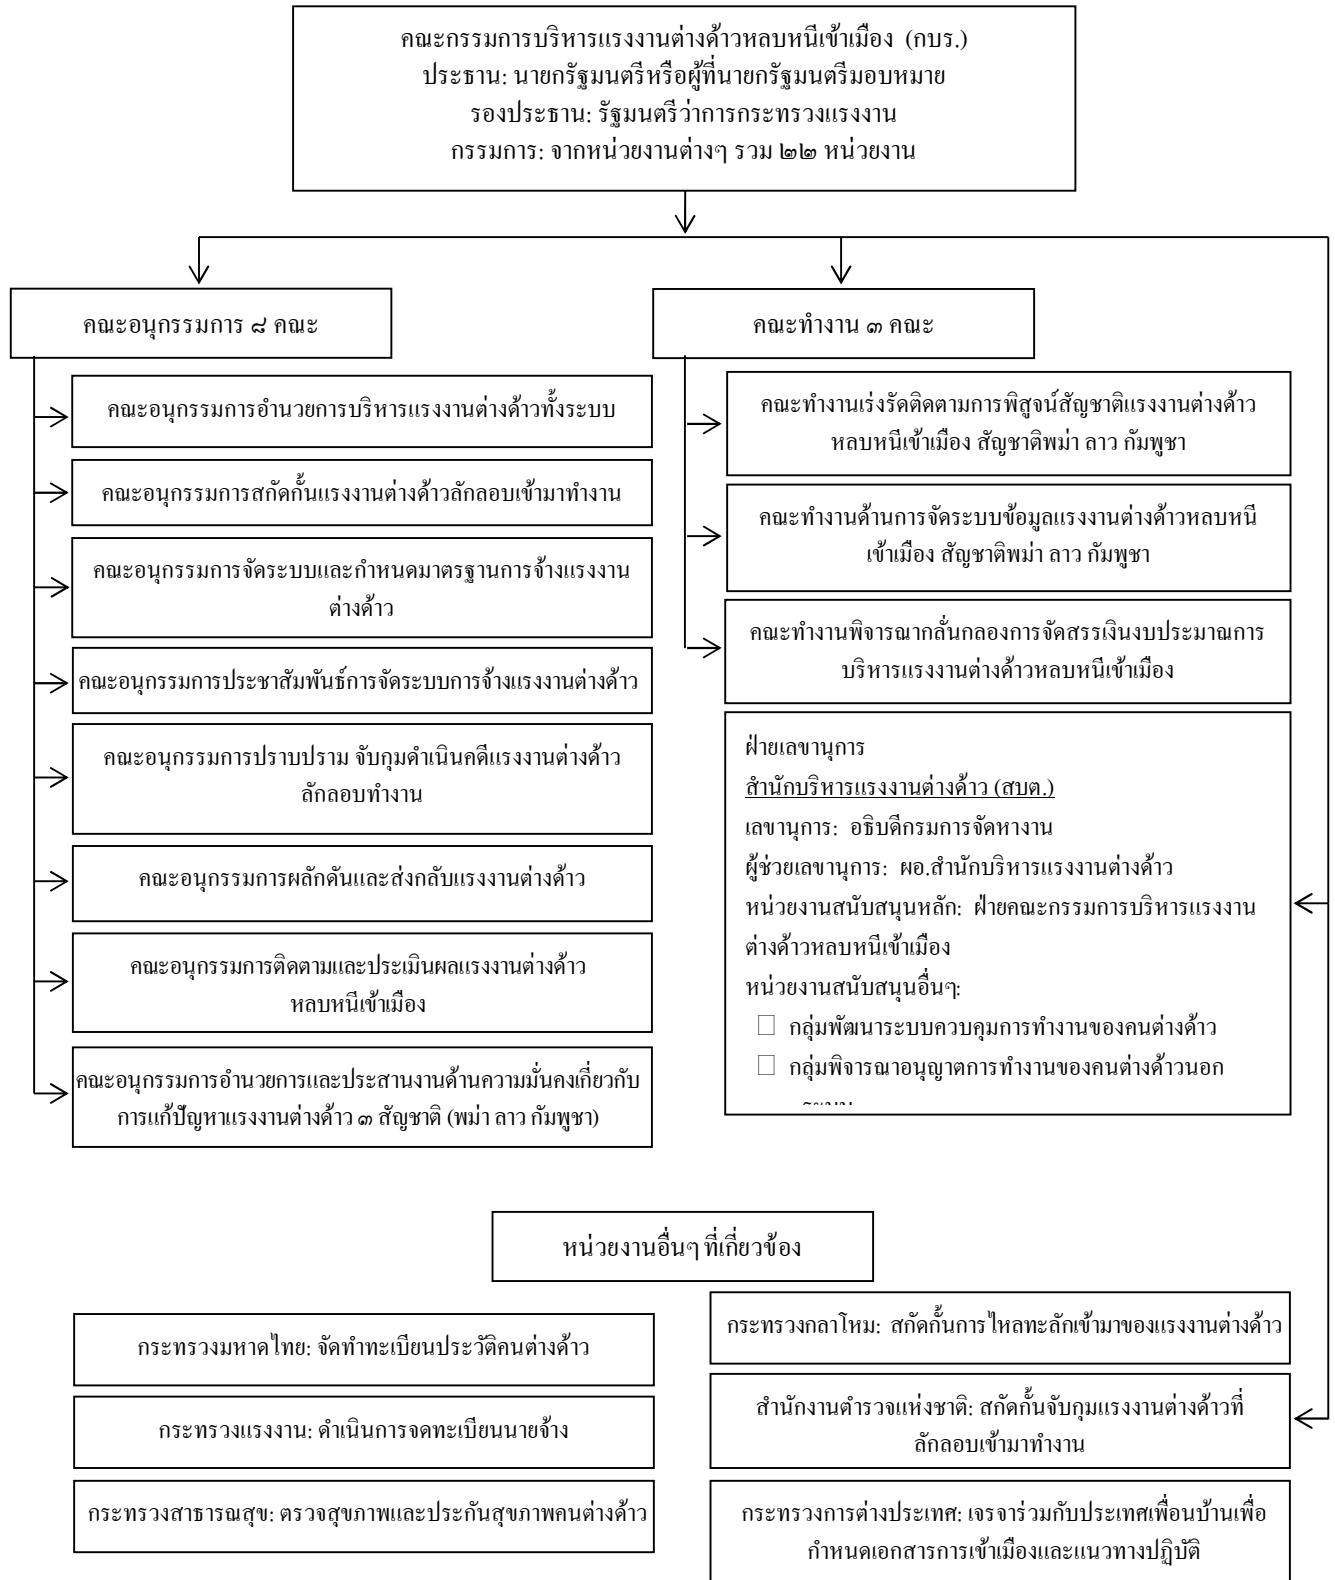 คณะกรรมการบริหารแรงงานต่างด้าวหลบหนีเข้าเมือง (กบร.)
ประธาน: นายกรัฐมนตรีหรือผู้ที่นายกรัฐมนตรีมอบหมาย
รองประธาน: รัฐมนตรีว่าการกระทรวงแรงงาน
กรรมการ: จากหน่วยงานต่างๆ รวม ๒๒ หน่วยงาน
คณะอนุกรรมการ ๘ คณะ
คณะอนุกรรมการอำนวยการบริหารแรงงานต่างด้าวทั้งระบบ
คณะอนุกรรมการสกัดกั้นแรงงานต่างด้าวลักลอบเข้ามาทำงาน
คณะอนุกรรมการจัดระบบและกำหนดมาตรฐานการจ้างแรงงาน
ต่างด้าว
คณะอนุกรรมการประชาสัมพันธ์การจัดระบบการจ้างแรงงานต่างด้าว
คณะอนุกรรมการปราบปราม จับกุมดำเนินคดีแรงงานต่างด้าว
ลักลอบทำงาน
คณะอนุกรรมการผลักดันและส่งกลับแรงงานต่างด้าว
คณะอนุกรรมการติดตามและประเมินผลแรงงานต่างด้าว
หลบหนีเข้าเมือง
คณะอนุกรรมการอำนวยการและประสานงานด้านความมั่นคงเกี่ยวกับ
การแก้ปัญหาแรงงานต่างด้าว ๓ สัญชาติ (พม่า ลาว กัมพูชา)
คณะทำงาน ๓ คณะ
คณะทำงานเร่งรัดติดตามการพิสูจน์สัญชาติแรงงานต่างด้าว
หลบหนีเข้าเมือง สัญชาติพม่า ลาว กัมพูชา
คณะทำงานด้านการจัดระบบข้อมูลแรงงานต่างด้าวหลบหนี
เข้าเมือง สัญชาติพม่า ลาว กัมพูชา
คณะทำงานพิจารณากลั่นกลองการจัดสรรเงินงบประมาณการ
บริหารแรงงานต่างด้าวหลบหนีเข้าเมือง
ฝ่ายเลขานุการ
สำนักบริหารแรงงานต่างด้าว (สบต.)
เลขานุการ: อธิบดีกรมการจัดหางาน
ผู้ช่วยเลขานุการ: ผอ.สำนักบริหารแรงงานต่างด้าว
หน่วยงานสนับสนุนหลัก: ฝ่ายคณะกรรมการบริหารแรงงาน
ต่างด้าวหลบหนีเข้าเมือง
หน่วยงานสนับสนุนอื่นๆ:
กลุ่มพัฒนาระบบควบคุมการทำงานของคนต่างด้าว
กลุ่มพิจารณาอนุญาตการทำงานของคนต่างด้าวนอก
หน่วยงานอื่นๆ ที่เกี่ยวข้อง
กระทรวงมหาดไทย: จัดทำทะเบียนประวัติคนต่างด้าว
กระทรวงแรงงาน: ดำเนินการจดทะเบียนนายจ้าง
กระทรวงสาธารณสุข: ตรวจสุขภาพและประกันสุขภาพคนต่างด้าว
กระทรวงกลาโหม: สกัดกั้นการไหลทะลักเข้ามาของแรงงานต่างด้าว
สำนักงานตำรวจแห่งชาติ: สกัดกั้นจับกุมแรงงานต่างด้าวที่
ลักลอบเข้ามาทำงาน
กระทรวงการต่างประเทศ: เจรจาร่วมกับประเทศเพื่อนบ้านเพื่อ
กำหนดเอกสารการเข้าเมืองและแนวทางปฏิบัติ